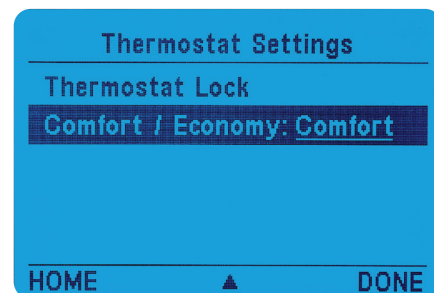 Thermostat Settings
Thermostat Lock
Comfort / Economy: Comfort
HOME ▲ DONE